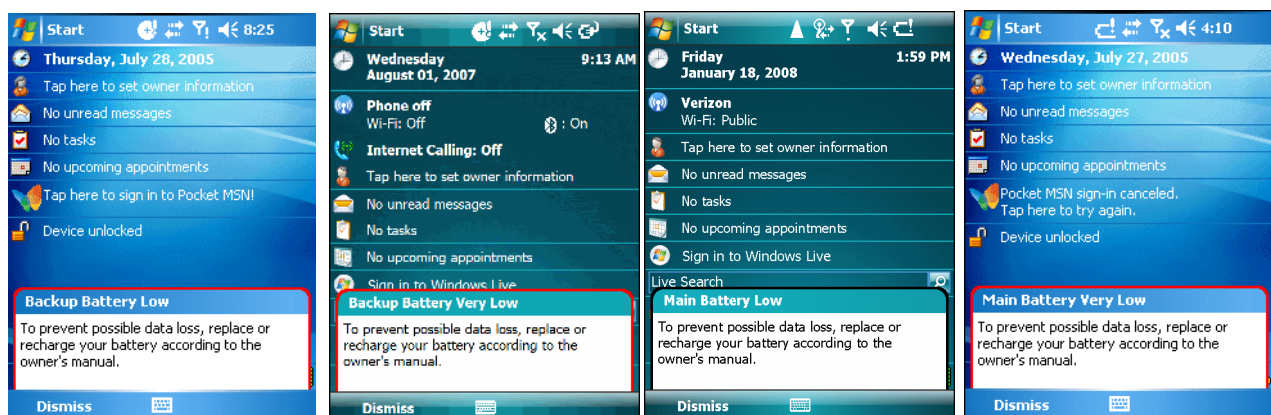 Start
8:25
Thursday, July 28, 2005
Tap here to set owner information
No unread messages
No tasks
No upcoming appointments
Tap here to sign in to Pocket MSN!
Device unlocked
Backup Battery Low
To prevent possible data loss, replace or
recharge your battery according to the
owner's manual.
Dismiss
Start
Wednesday 9:13 AM
August 01, 2007
Phone off
Wi-Fi: Off : On
Internet Calling: Off
Tap here to set owner information
No unread messages
No tasks
No upcoming appointments
Sign in to Windows Live
Backup Battery Very Low
To prevent possible data loss, replace or
recharge your battery according to the
owner's manual.
Dismiss
Start
Friday 1:59 PM
January 18, 2008
Verizon
Wi-Fi: Public
Tap here to set owner information
No unread messages
No tasks
No upcoming appointments
Sign in to Windows Live
Live Search
Main Battery Low
To prevent possible data loss, replace or
recharge your battery according to the
owner's manual.
Dismiss
Start
4:10
Wednesday, July 27, 2005
Tap here to set owner information
No unread messages
No tasks
No upcoming appointments
Pocket MSN sign-in canceled.
Tap here to try again.
Device unlocked
Main Battery Very Low
To prevent possible data loss, replace or
recharge your battery according to the
owner's manual.
Dismiss